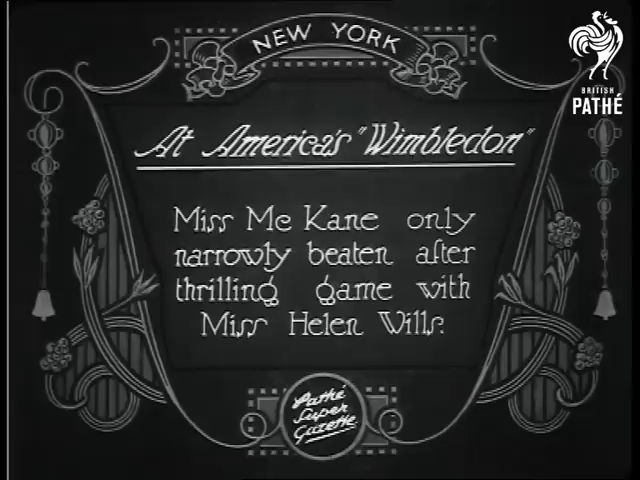 NEW YORK
BRITISH
PATHÉ
At America's "Wimbledon"
Miss Mc Kane only
narrowly beaten after
thrilling game with
Miss Helen Wills.
Pathé
Super
Gazette